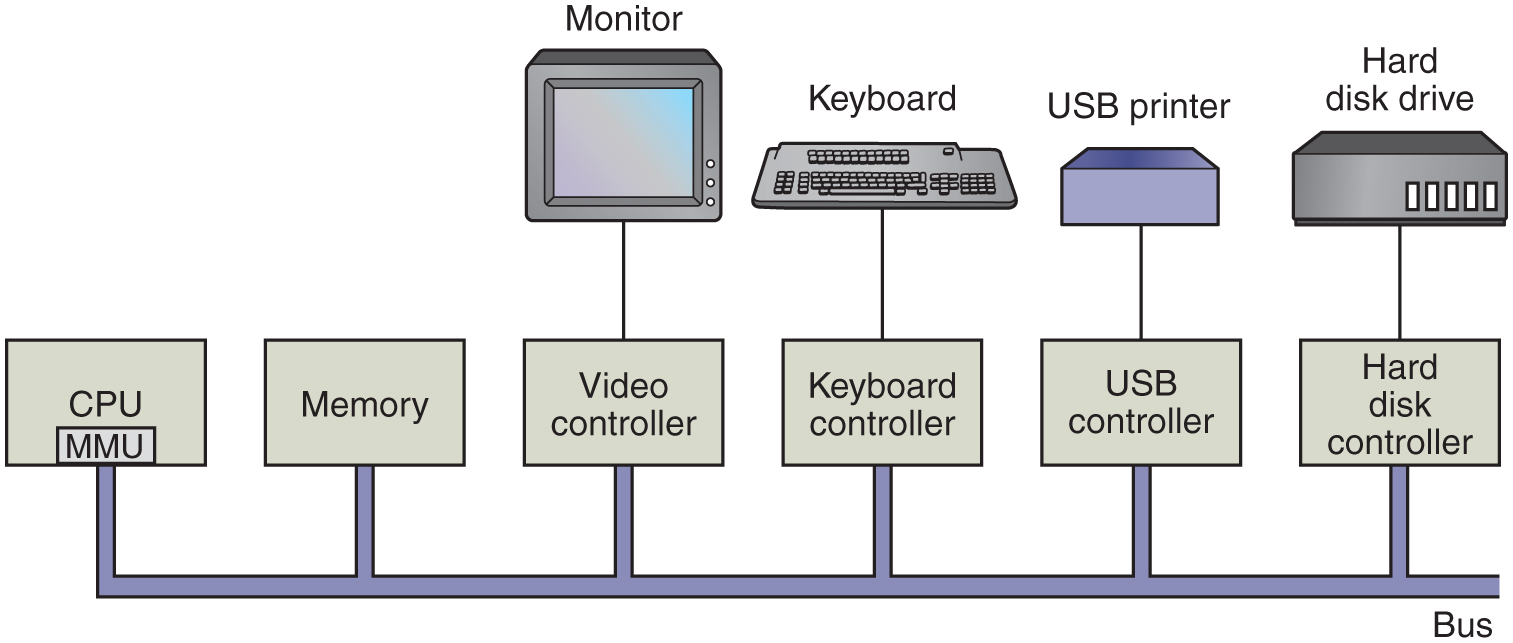 Monitor
Keyboard
USB printer
Hard
disk drive
CPU
MMU
Memory
Video
controller
Keyboard
controller
USB
controller
Hard
disk
controller
Bus